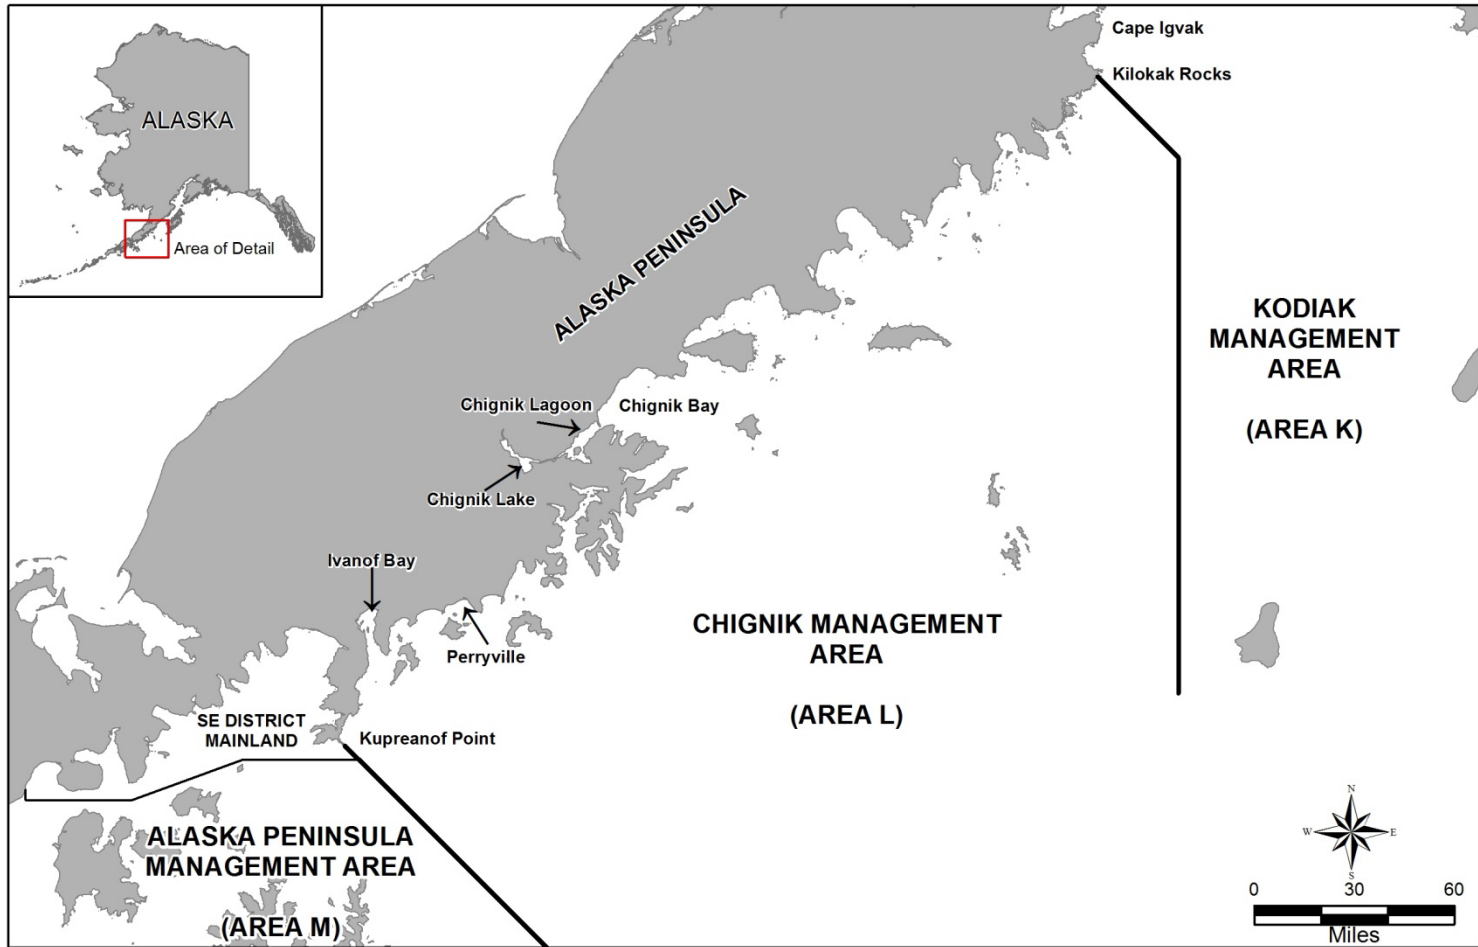 ALASKA
Area of Detail
Cape Igvak
Kilokak Rocks
ALASKA PENINSULA
KODIAK
MANAGEMENT
AREA
(AREA K)
Chignik Lagoon
Chignik Bay
Chignik Lake
Ivanof Bay
Perryville
CHIGNIK MANAGEMENT
AREA
(AREA L)
SE DISTRICT
MAINLAND
Kupreanof Point
ALASKA PENINSULA
MANAGEMENT AREA
(AREA M)
N
W
E
S
0 30 60
Miles